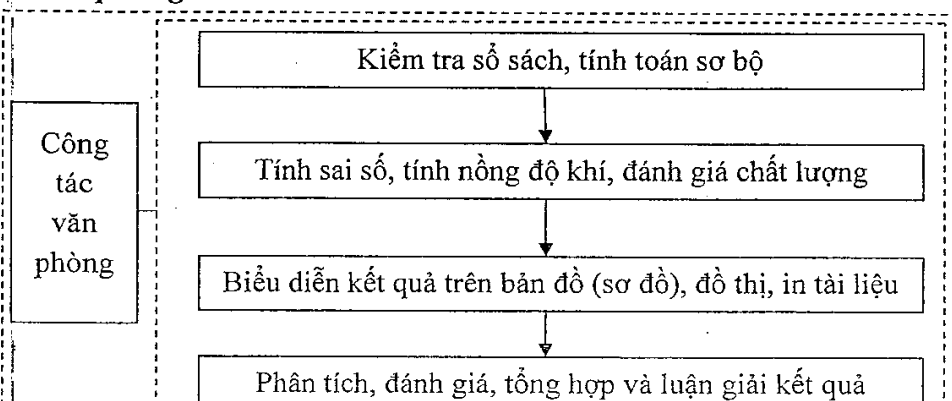 Kiểm tra sổ sách, tính toán sơ bộ
Công
tác
văn
phòng
Tính sai số, tính nồng độ khí, đánh giá chất lượng
Biểu diễn kết quả trên bản đồ (sơ đồ), đồ thị, in tài liệu
Phân tích, đánh giá, tổng hợp và luận giải kết quả